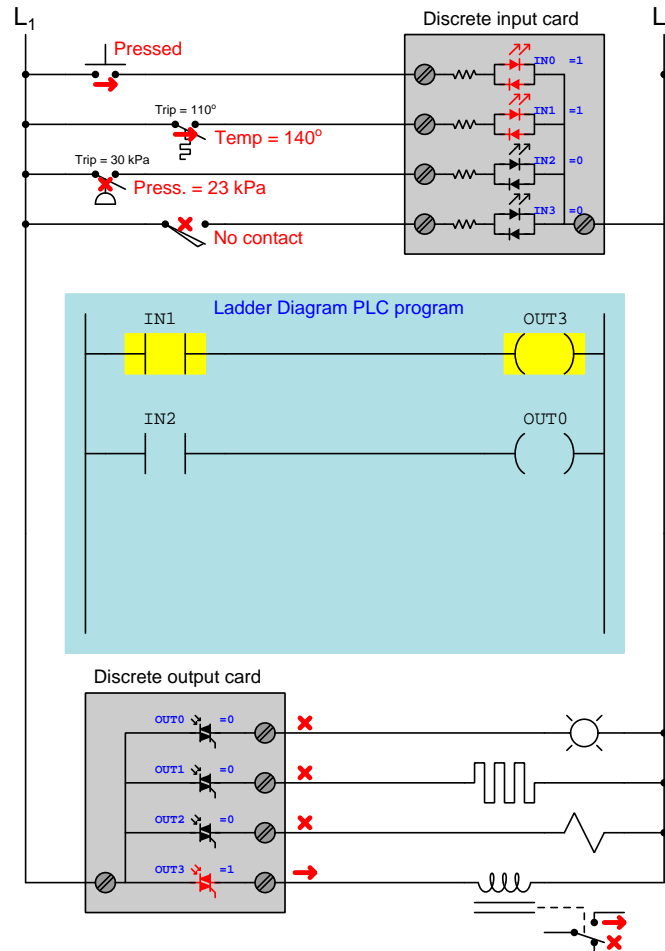 L1
Discrete input card
L
Pressed
IN0 =1
Trip = 110o
IN1 =1
Temp = 140o
Trip = 30 kPa
IN2 =0
Press. = 23 kPa
IN3 =0
No contact
Ladder Diagram PLC program
IN1
OUT3
IN2
OUT0
Discrete output card
OUT0 =0
OUT1 =0
OUT2 =0
OUT3 =1